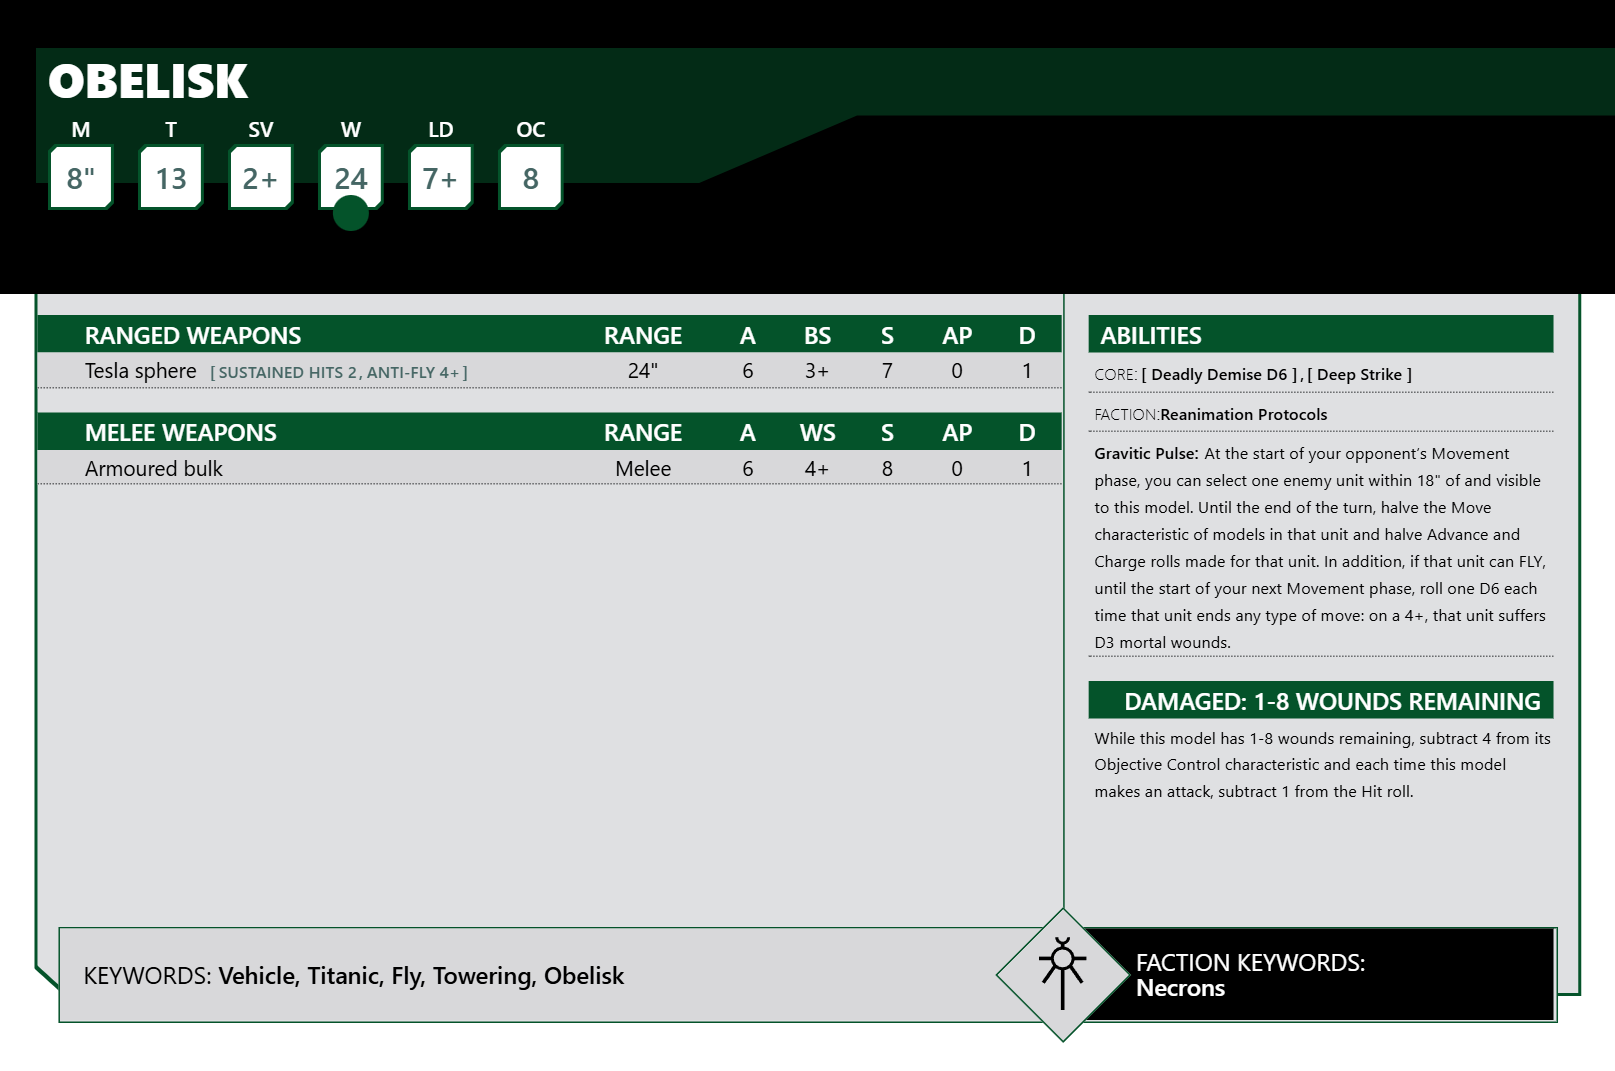 OBELISK
M T SV W LD OC
8" 13 2+ 24 7+ 8
RANGED WEAPONS RANGE A BS S AP D
Tesla sphere [ SUSTAINED HITS 2 , ANTI-FLY 4+ ] 24" 6 3+ 7 0 1
MELEE WEAPONS RANGE A WS S AP D
Armoured bulk Melee 6 4+ 8 0 1
ABILITIES
CORE: [ Deadly Demise D6 ] , [ Deep Strike ]
FACTION:Reanimation Protocols
Gravitic Pulse: At the start of your opponent’s Movement
phase, you can select one enemy unit within 18" of and visible
to this model. Until the end of the turn, halve the Move
characteristic of models in that unit and halve Advance and
Charge rolls made for that unit. In addition, if that unit can FLY,
until the start of your next Movement phase, roll one D6 each
time that unit ends any type of move: on a 4+, that unit suffers
D3 mortal wounds.
DAMAGED: 1-8 WOUNDS REMAINING
While this model has 1-8 wounds remaining, subtract 4 from its
Objective Control characteristic and each time this model
makes an attack, subtract 1 from the Hit roll.
KEYWORDS: Vehicle, Titanic, Fly, Towering, Obelisk
FACTION KEYWORDS:
Necrons